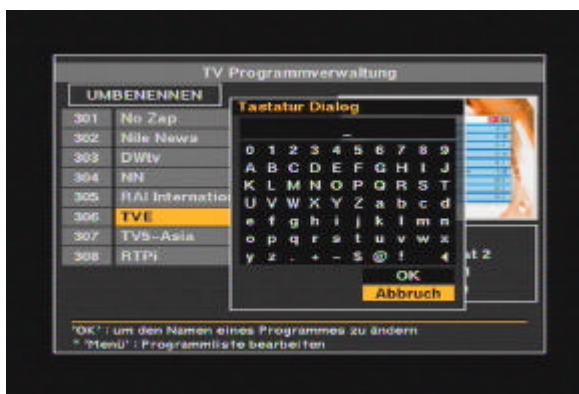 TV Programmverwaltung
UMBENENNEN
301 No Zap
302 Nile News
303 DWtv
304 NN
305 RAI Internatio
306 TVE
307 TV5-Asia
308 RTPi
Tastatur Dialog
_
0 1 2 3 4 5 6 7 8 9
A B C D E F G H I J
K L M N O P Q R S T
U V W X Y Z a b c d
e f g h i j k l m n
o p q r s t u v w x
y z . + - $ @ !
OK
Abbruch
at 2
'OK' : um den Namen eines Programmes zu ändern
* 'Menü' : Programmliste bearbeiten